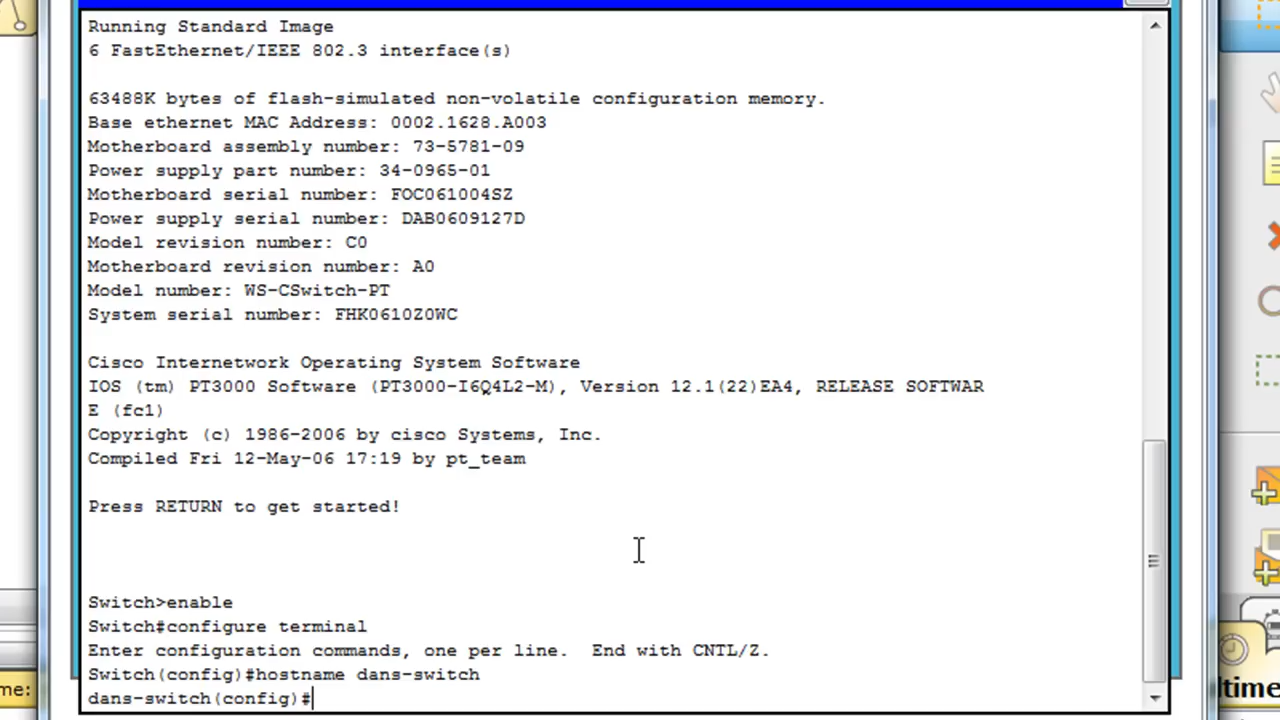 Running Standard Image
6 FastEthernet/IEEE 802.3 interface(s)
63488K bytes of flash-simulated non-volatile configuration memory.
Base ethernet MAC Address: 0002.1628.A003
Motherboard assembly number: 73-5781-09
Power supply part number: 34-0965-01
Motherboard serial number: FOC061004SZ
Power supply serial number: DAB0609127D
Model revision number: C0
Motherboard revision number: A0
Model number: WS-CSwitch-PT
System serial number: FHK0610Z0WC
Cisco Internetwork Operating System Software
IOS (tm) PT3000 Software (PT3000-I6Q4L2-M), Version 12.1(22)EA4, RELEASE SOFTWAR
E (fc1)
Copyright (c) 1986-2006 by cisco Systems, Inc.
Compiled Fri 12-May-06 17:19 by pt_team
Press RETURN to get started!
Switch>enable
Switch#configure terminal
Enter configuration commands, one per line.  End with CNTL/Z.
Switch(config)#hostname dans-switch
dans-switch(config)#
me:
ltime